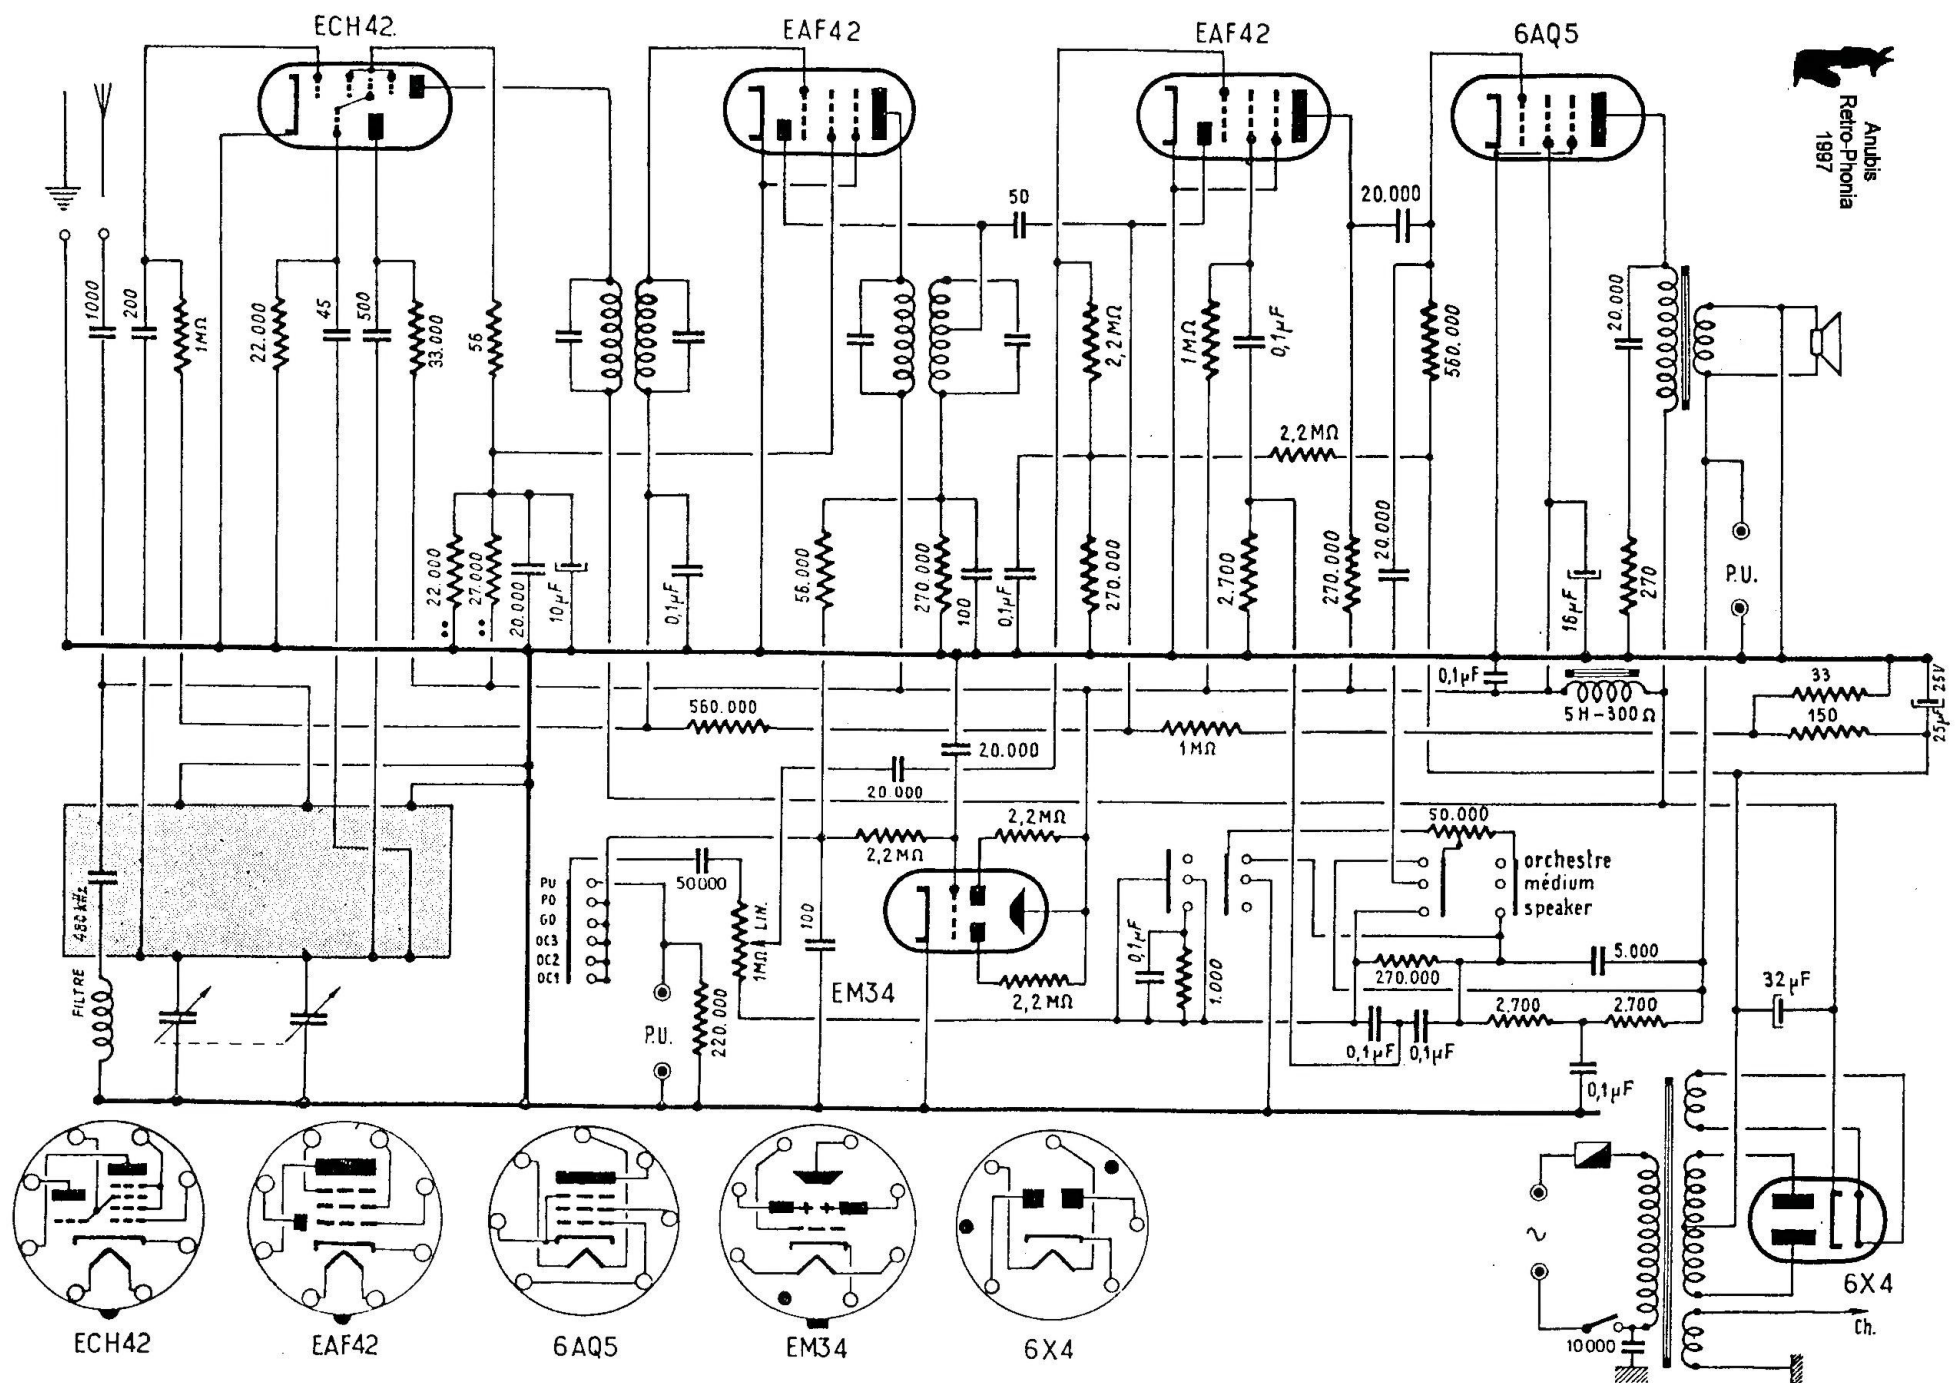 ECH42.
EAF42
EAF42
6AQ5
Anubis
Retro-Phonia
1997
50
20.000
1000
200
1MΩ
22.000
45
500
33.000
56
2,2MΩ
1MΩ
0,1µF
560.000
20.000
2,2MΩ
22.000
27.000
20.000
10µF
0,1µF
56.000
270.000
100
0,1µF
270.000
2.700
270.000
20.000
16µF
270
P.U.
0,1µF
5H-300Ω
33
150
25µF 25V
560.000
1MΩ
20.000
20.000
2,2MΩ
2,2MΩ
50.000
orchestre
médium
speaker
50000
PU
PO
GO
OC3
OC2
OC1
480kHz
FILTRE
1MΩ LIN.
100
EM34
2,2MΩ
0,1µF
1.000
270.000
5.000
2.700
2.700
32µF
P.U.
220.000
0,1µF
0,1µF
0,1µF
ECH42
EAF42
6AQ5
EM34
6X4
10000
6X4
Ch.